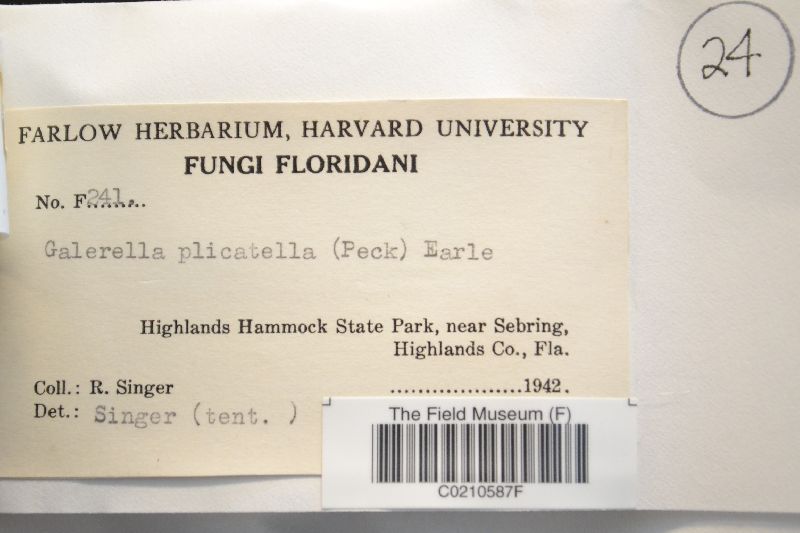 24
FARLOW HERBARIUM, HARVARD UNIVERSITY
FUNGI FLORIDANI
No. F241.......
Galerella plicatella (Peck) Earle
Highlands Hammock State Park, near Sebring,
Highlands Co., Fla.
Coll.: R. Singer ....................1942.
Det.: Singer (tent. )
The Field Museum (F)
C0210587F